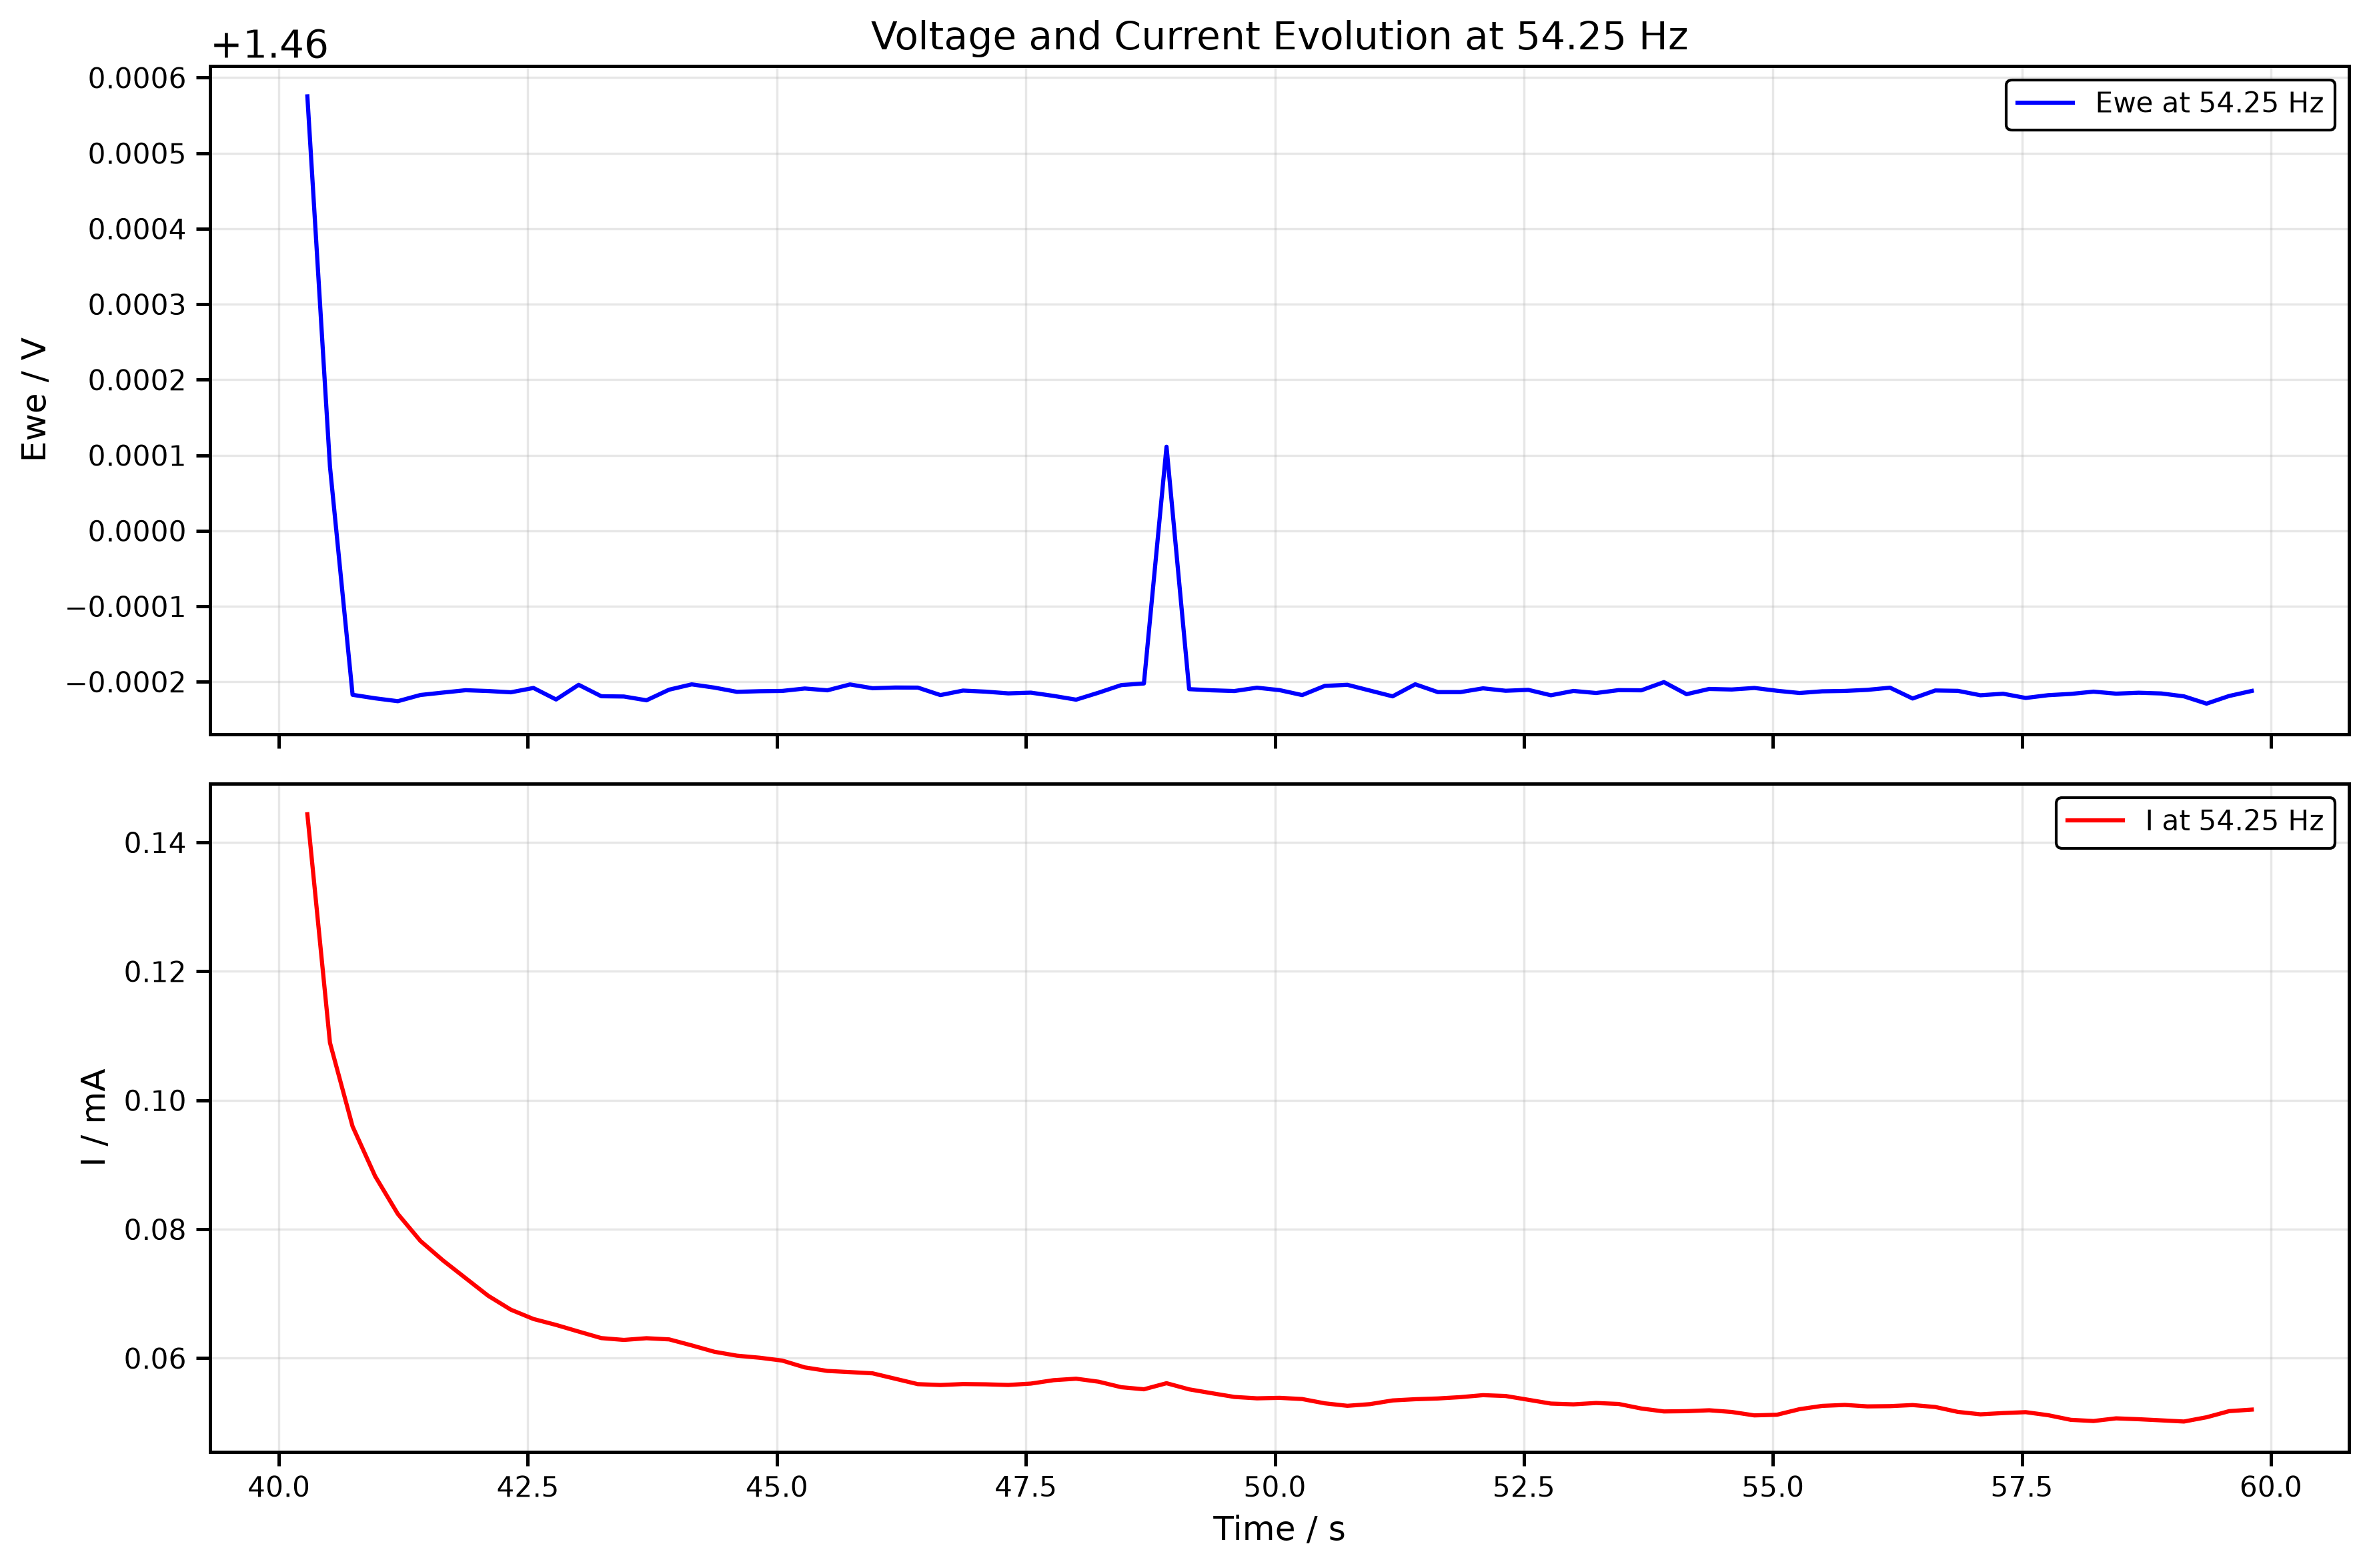 Voltage and Current Evolution at 54.25 Hz
+1.46
0.0006
0.0005
0.0004
0.0003
0.0002
0.0001
0.0000
−0.0001
−0.0002
Ewe / V
Ewe at 54.25 Hz
0.14
0.12
0.10
0.08
0.06
I / mA
I at 54.25 Hz
40.0 42.5 45.0 47.5 50.0 52.5 55.0 57.5 60.0
Time / s